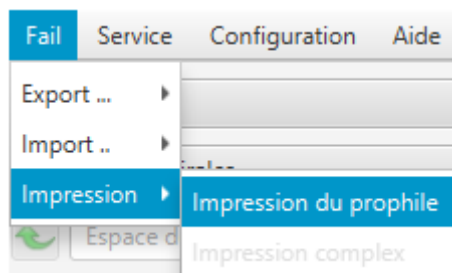 Fail Service Configuration Aide
Export ...
Import ..
Impression
Impression du prophile
Espace d
Impression complex